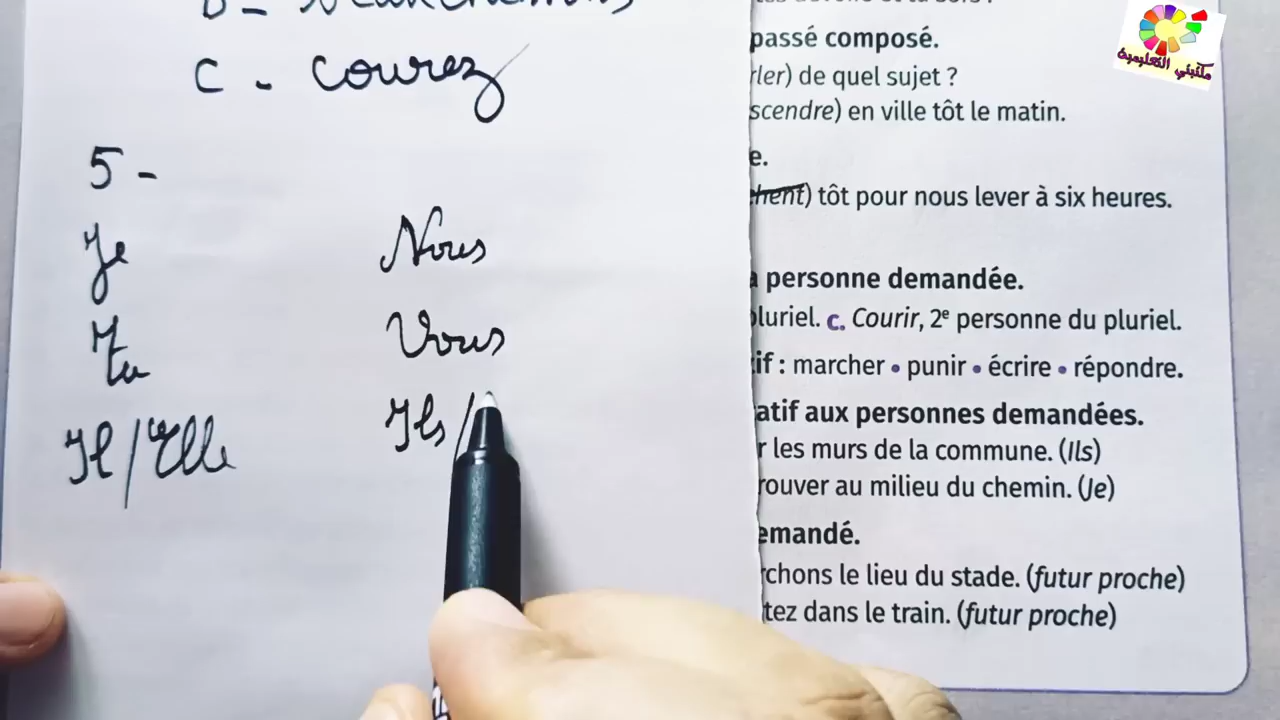 C - Courez
5 -
Je Nous
Tu Vous
Il / Elle Ils /
passé composé.
rler) de quel sujet ?
scendre) en ville tôt le matin.
e.
chent) tôt pour nous lever à six heures.
a personne demandée.
pluriel. c. Courir, 2e personne du pluriel.
if : marcher • punir • écrire • répondre.
atif aux personnes demandées.
r les murs de la commune. (Ils)
rouver au milieu du chemin. (Je)
emandé.
rchons le lieu du stade. (futur proche)
tez dans le train. (futur proche)
مكتبتي التعليمية